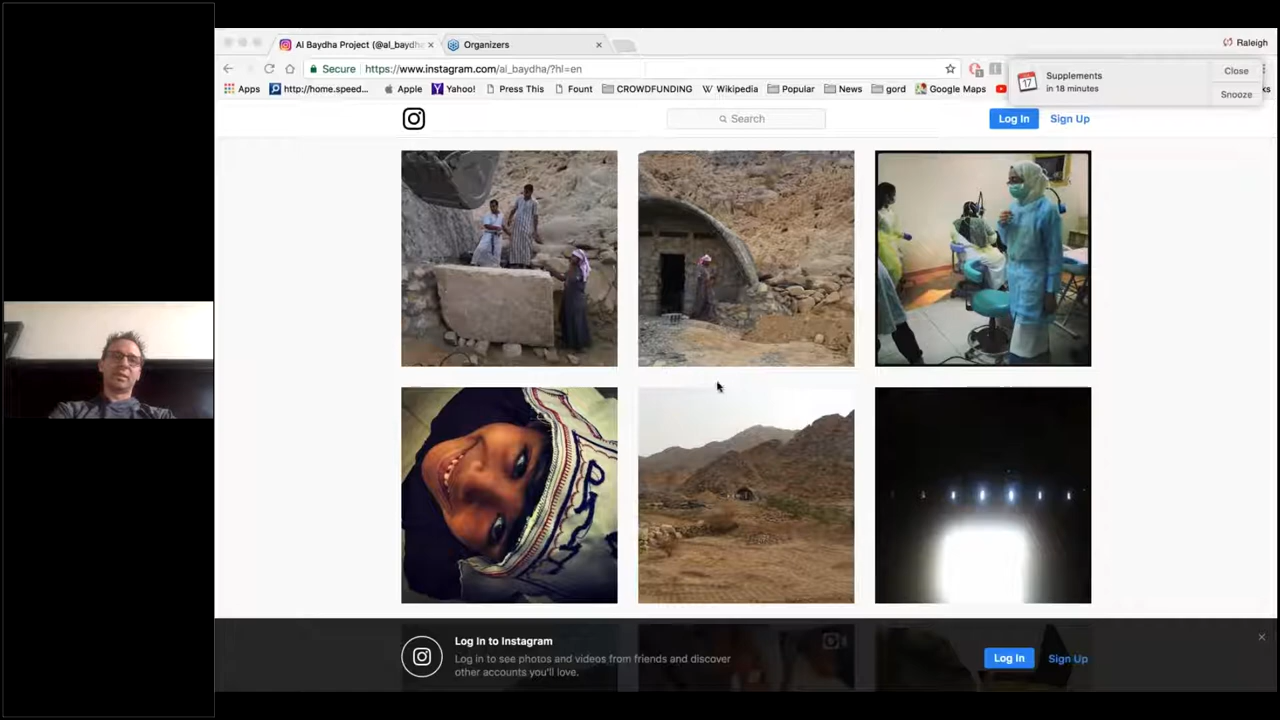 Al Baydha Project (@al_baydh
Organizers
Raleigh
Secure
https://www.instagram.com/al_baydha/?hl=en
Supplements
in 18 minutes
Close
Snooze
17
Apps
http://home.speed...
Apple
Yahoo!
Press This
Fount
CROWDFUNDING
Wikipedia
Popular
News
gord
Google Maps
Search
Log In
Sign Up
Log In to Instagram
Log in to see photos and videos from friends and discover
other accounts you'll love.
Log In
Sign Up